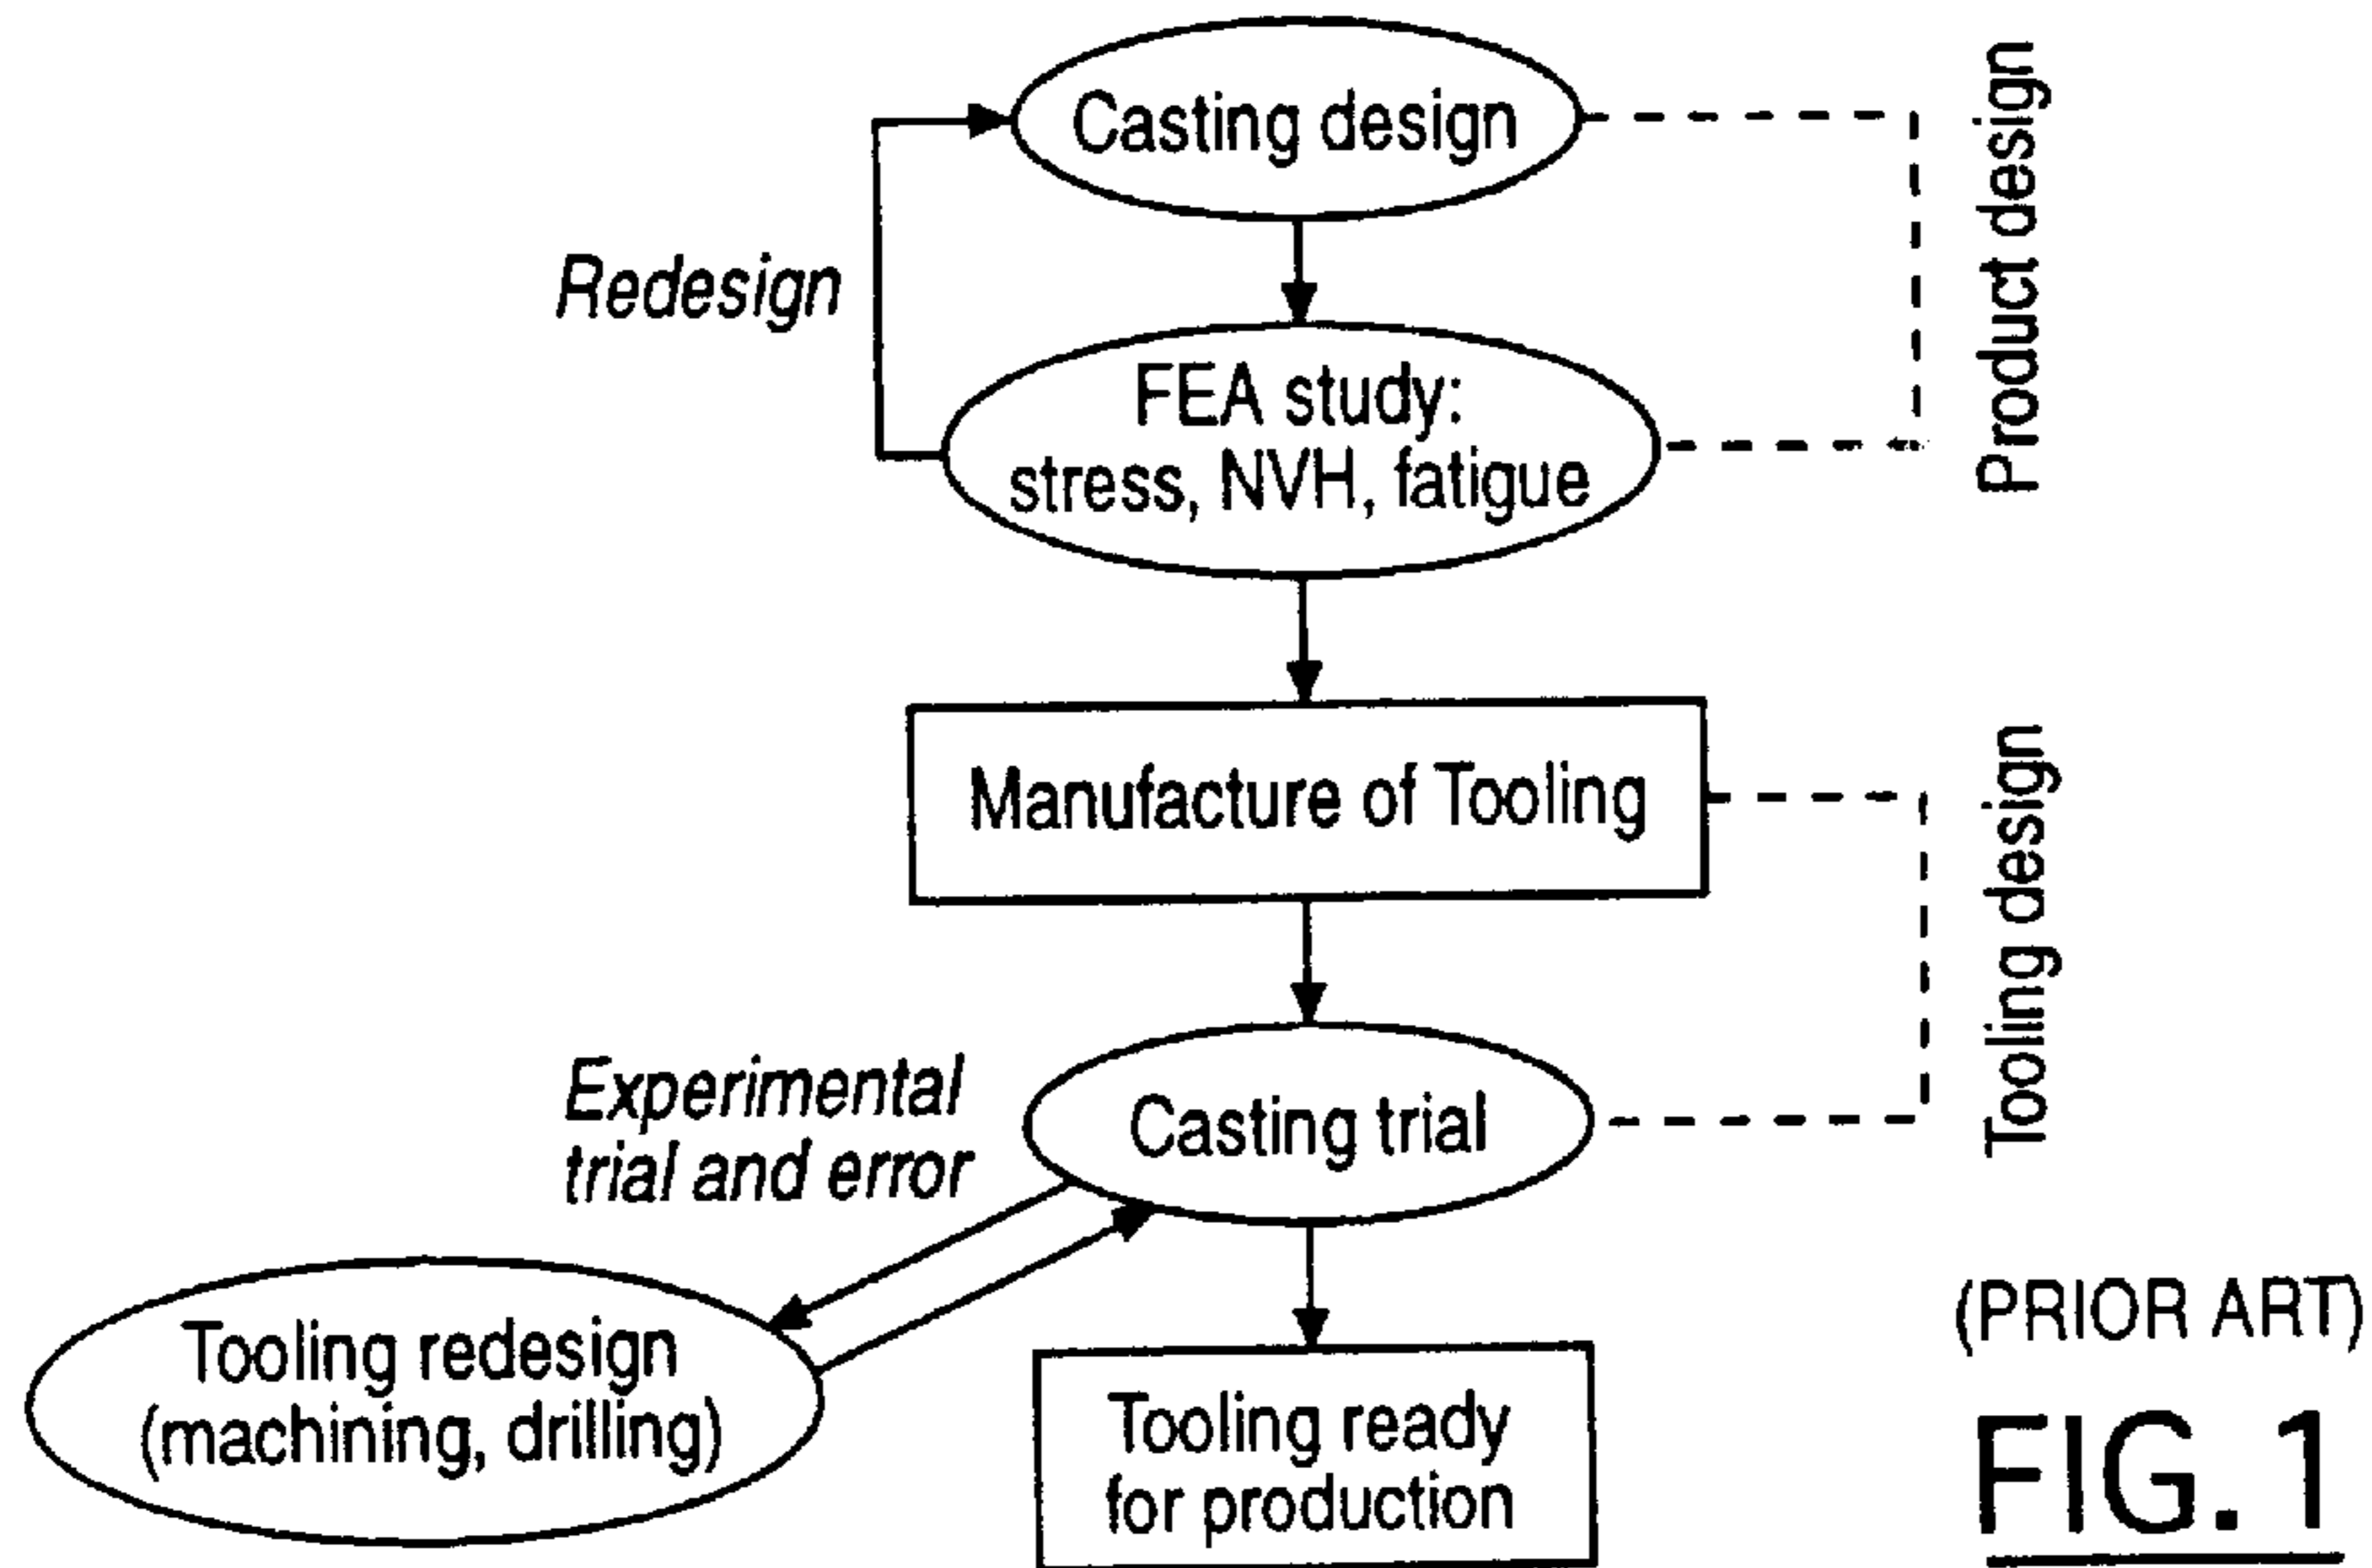 Casting design
Product design
Redesign
FEA study:
stress, NVH, fatigue
Manufacture of Tooling
Tooling design
Experimental
trial and error
Casting trial
Tooling redesign
(machining, drilling)
Tooling ready
for production
(PRIOR ART)
FIG.1